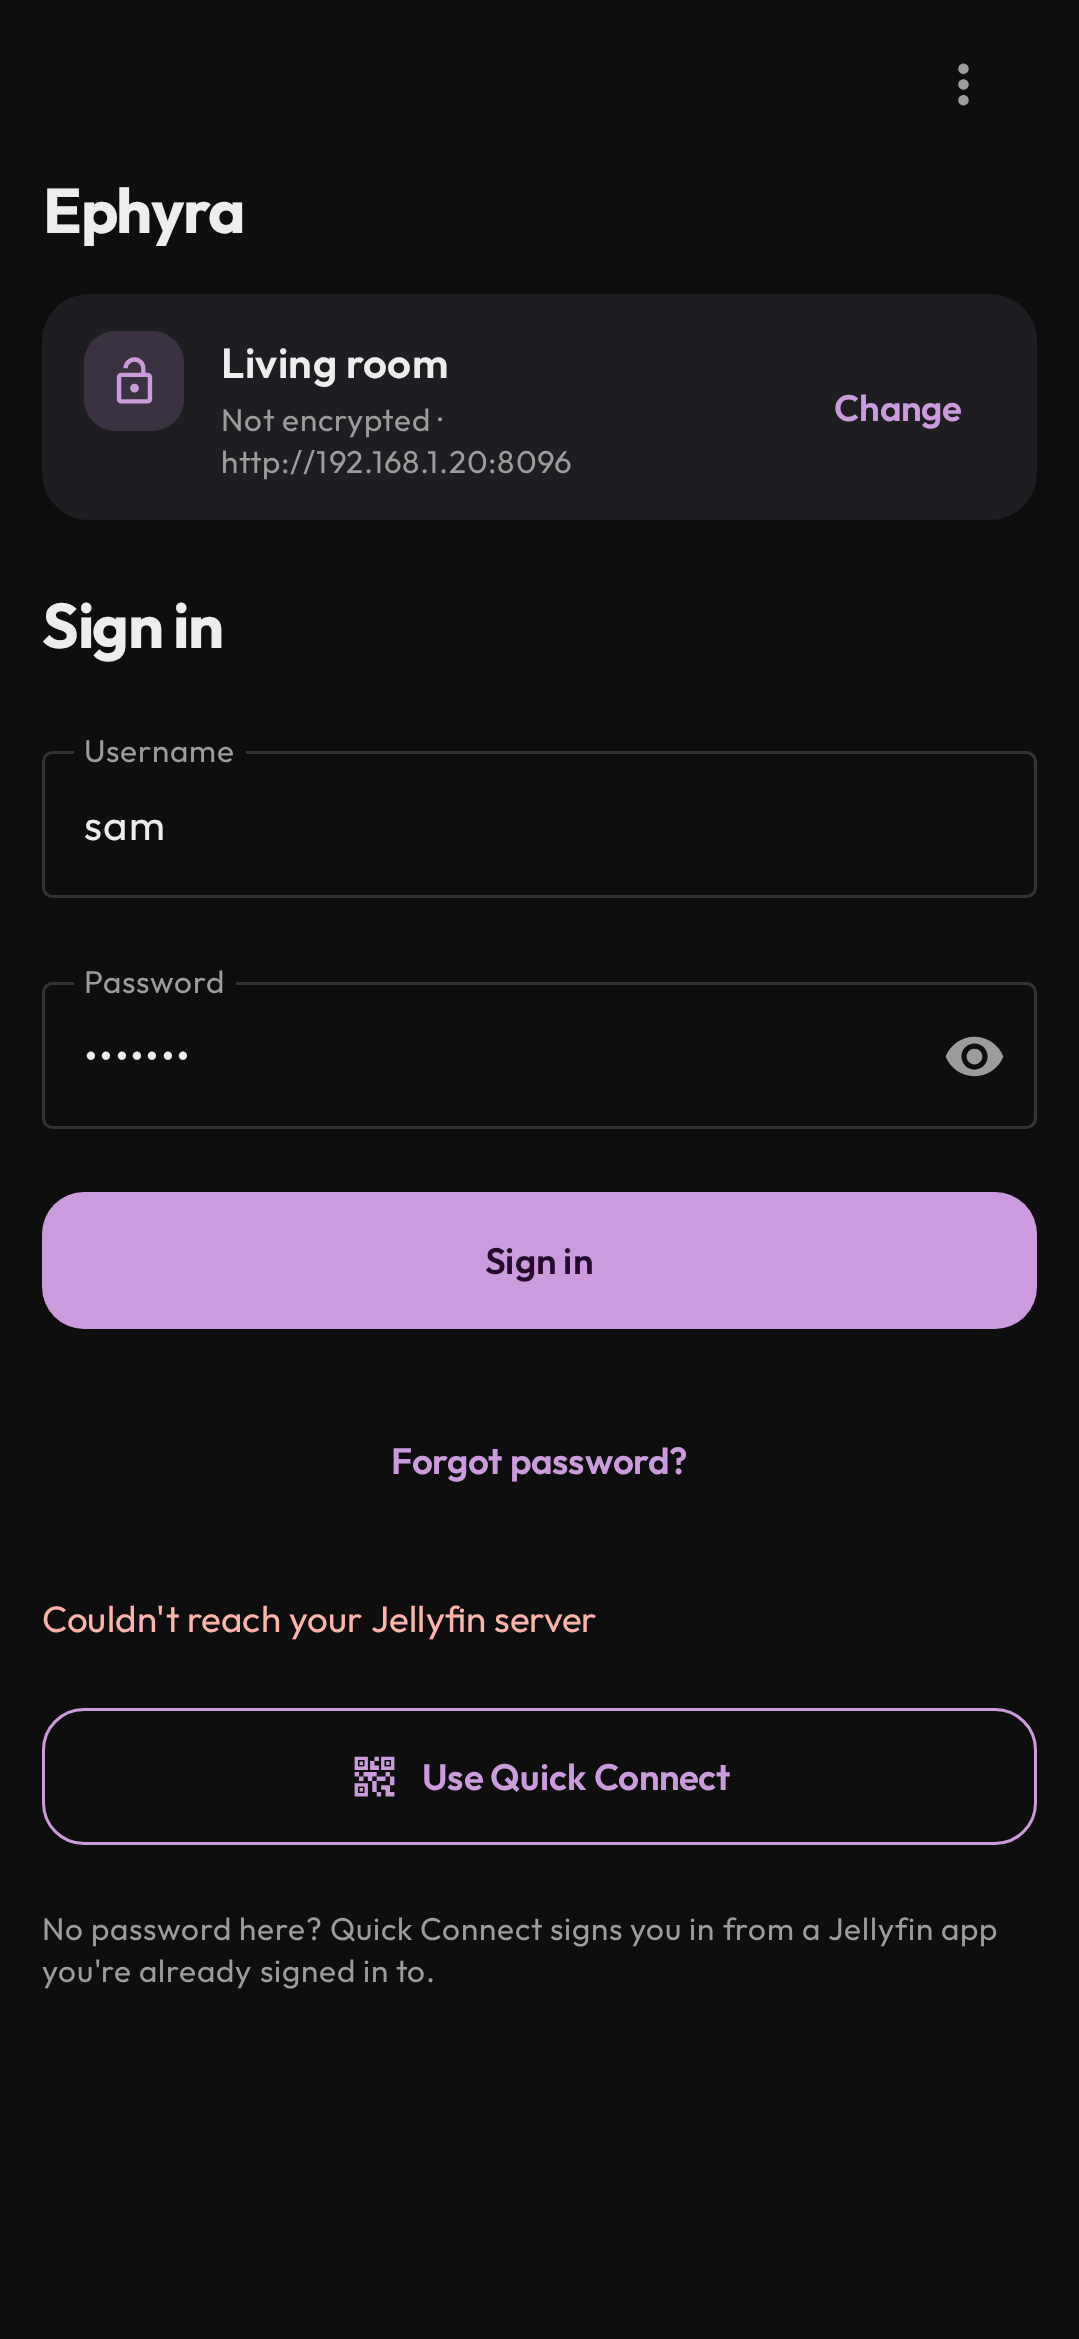 Ephyra
Living room
Not encrypted ·
http://192.168.1.20:8096
Change
Sign in
Username
sam
Password
•••••••
Sign in
Forgot password?
Couldn't reach your Jellyfin server
Use Quick Connect
No password here? Quick Connect signs you in from a Jellyfin app
you're already signed in to.